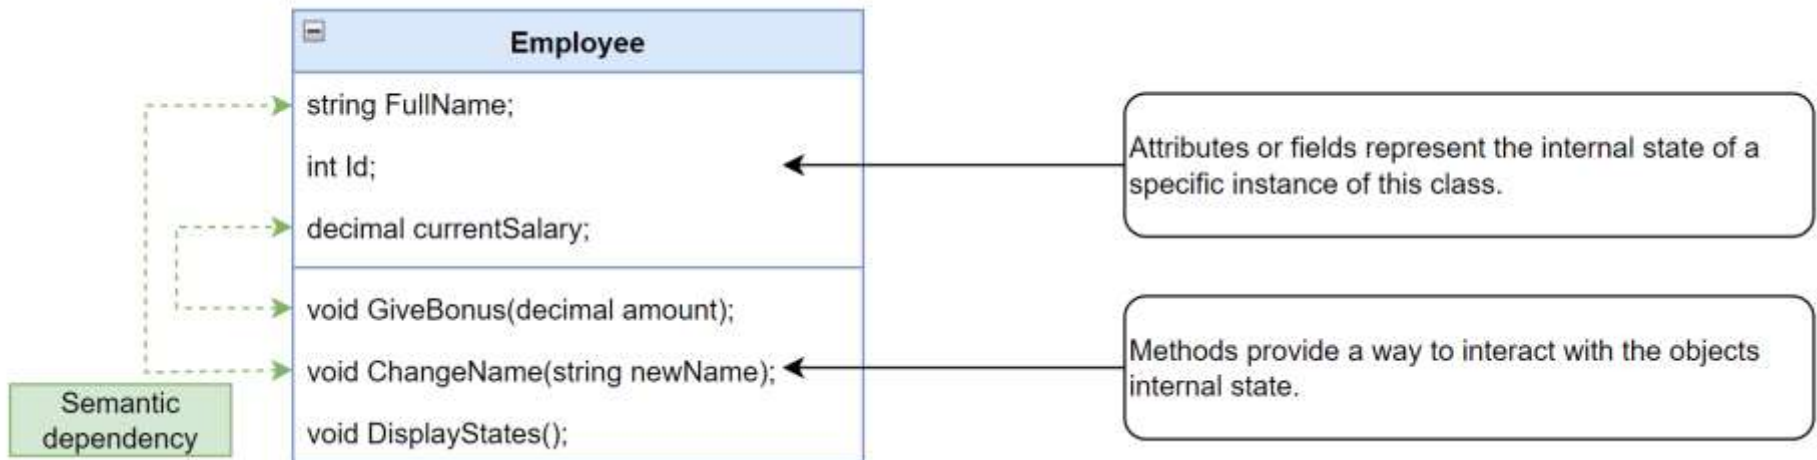 Employee
string FullName;
int Id;
decimal currentSalary;
void GiveBonus(decimal amount);
void ChangeName(string newName);
void DisplayStates();
Attributes or fields represent the internal state of a
specific instance of this class.
Methods provide a way to interact with the objects
internal state.
Semantic
dependency